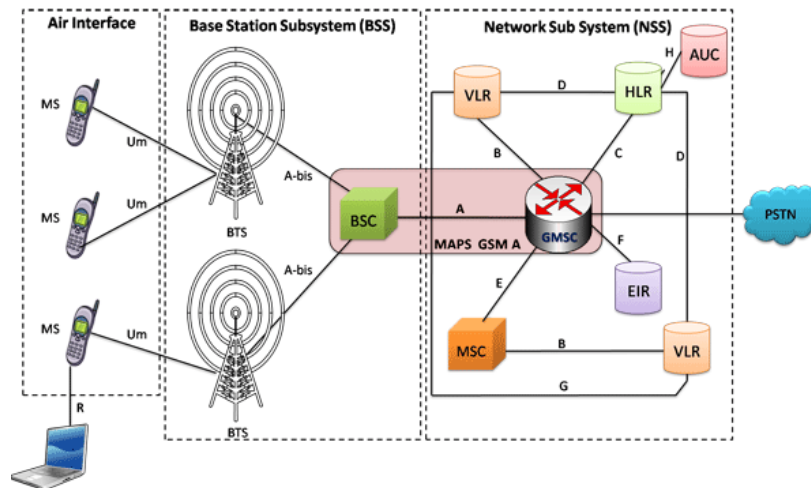 Air Interface
Base Station Subsystem (BSS)
Network Sub System (NSS)
MS
Um
MS
Um
MS
Um
R
BTS
A-bis
A-bis
BTS
BSC
A
MAPS GSM A
VLR
D
HLR
H
AUC
B
C
D
GMSC
PSTN
F
EIR
E
MSC
B
VLR
G